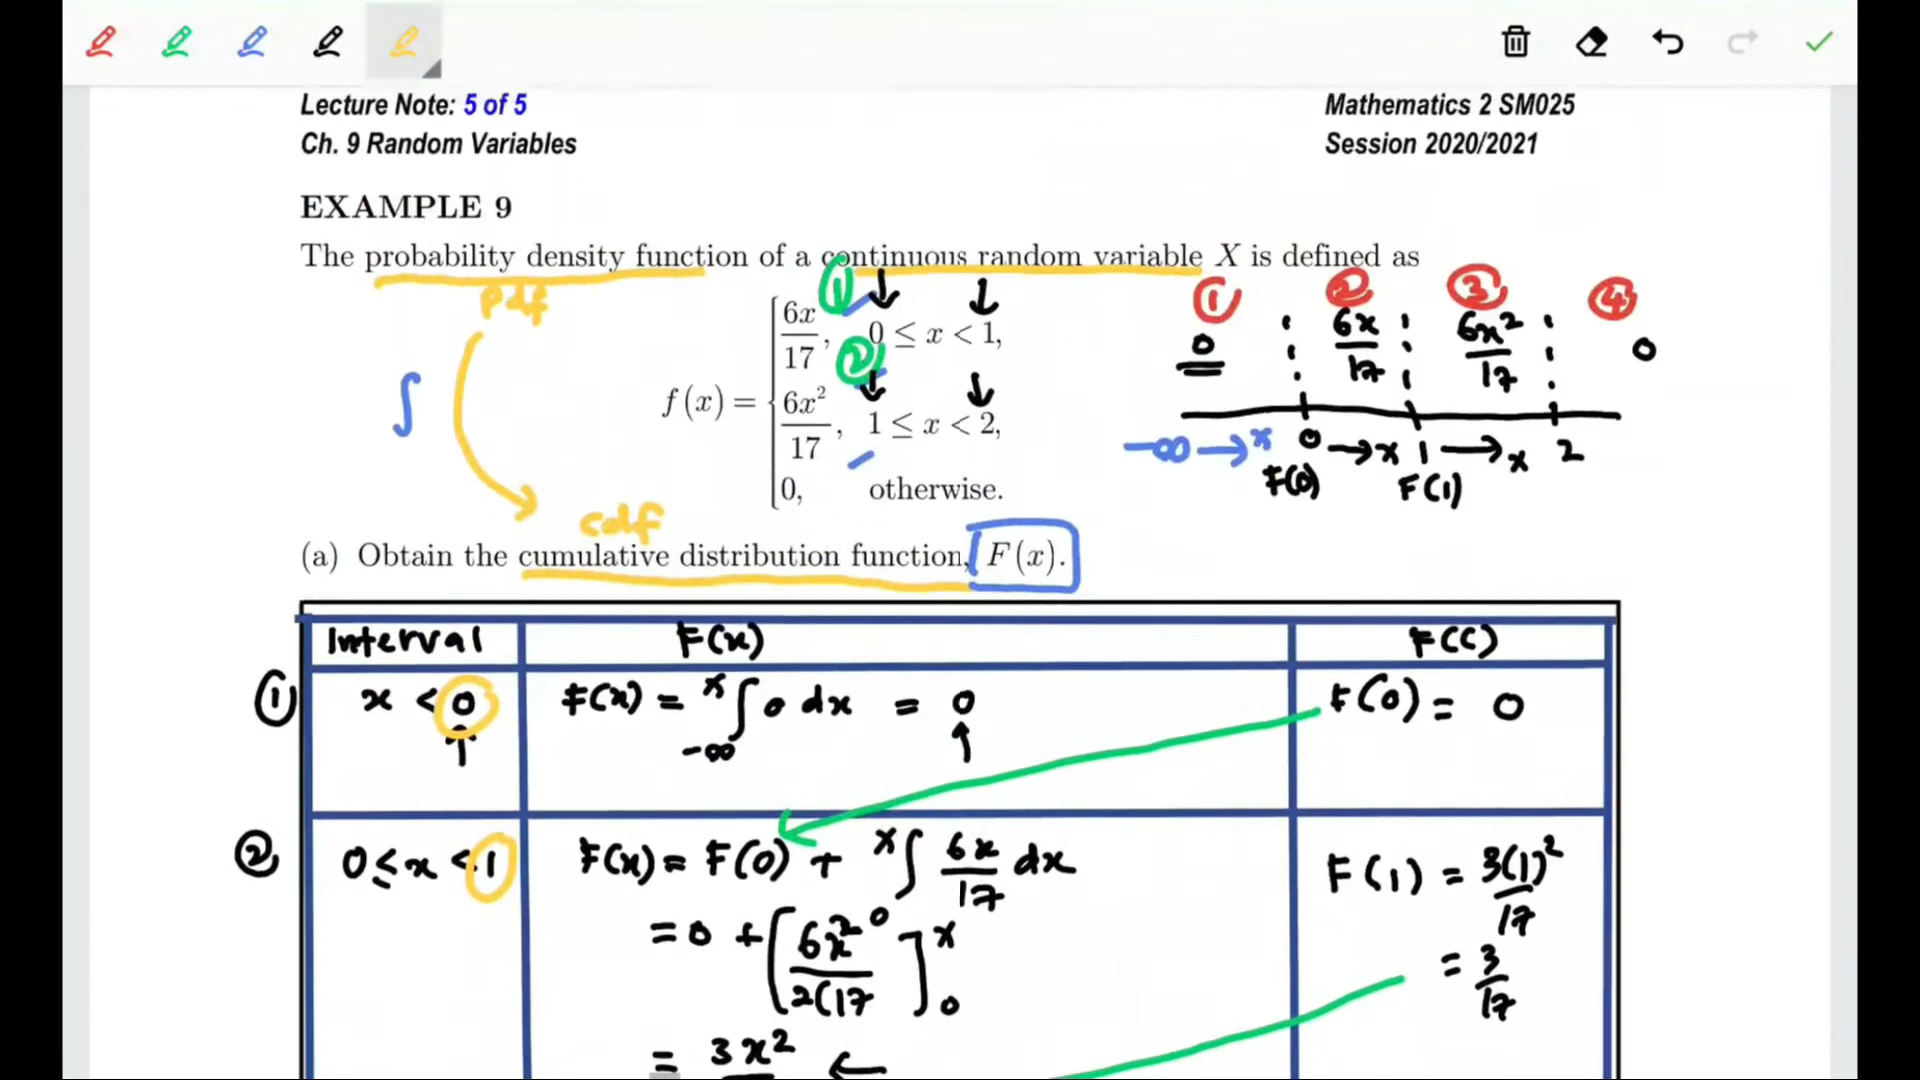 Lecture Note: 5 of 5
Mathematics 2 SM025
Ch. 9 Random Variables
Session 2020/2021
EXAMPLE 9
The probability density function of a continuous random variable X is defined as
pdf
① ② ③ ④
0 6x/17 6x²/17 0
① 6x/17, 0 ≤ x < 1,
∫
f(x) = ② 6x²/17, 1 ≤ x < 2,
0, otherwise.
-∞ → x 0 → x 1 → x 2
F(0) F(1)
cdf
(a) Obtain the cumulative distribution function, F(x).
Interval F(x) F(c)
① x < 0 F(x) = ∫ˣ₋∞ 0 dx = 0 F(0) = 0
② 0 ≤ x < 1 F(x) = F(0) + ∫ˣ₀ 6x/17 dx F(1) = 3(1)²/17
= 0 + [6x²/2(17]ˣ₀ = 3/17
= 3x² ←